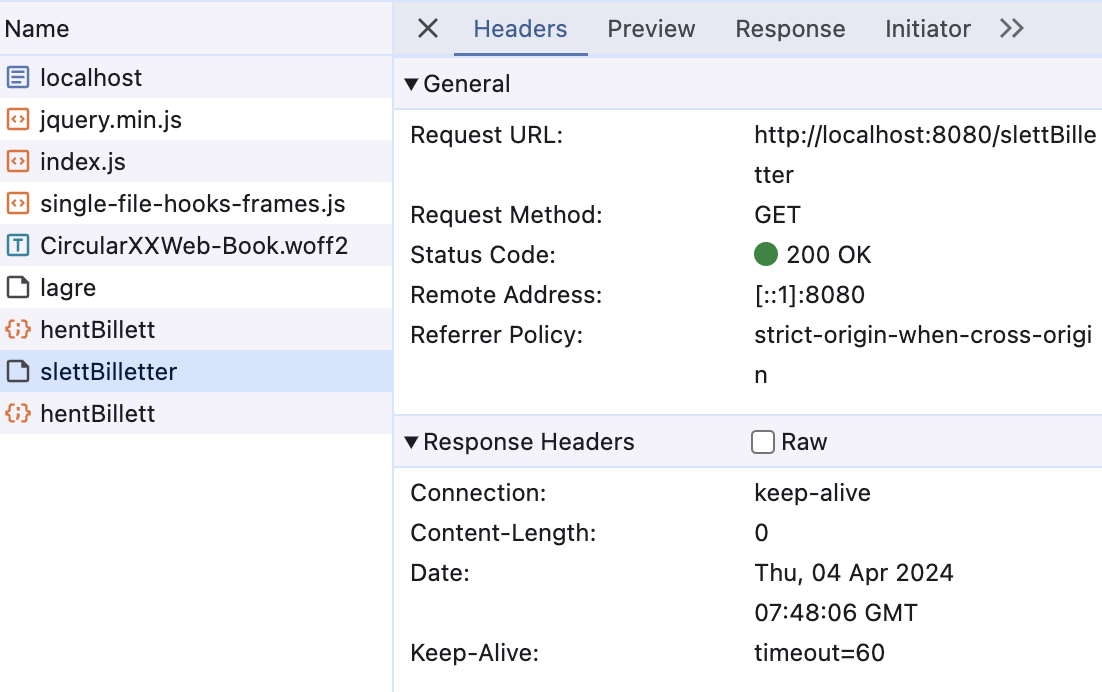 Name
localhost
jquery.min.js
index.js
single-file-hooks-frames.js
CircularXXWeb-Book.woff2
lagre
hentBillett
slettBilletter
hentBillett
Headers Preview Response Initiator
General
Request URL: http://localhost:8080/slettBille
tter
Request Method: GET
Status Code: 200 OK
Remote Address: [::1]:8080
Referrer Policy: strict-origin-when-cross-origi
n
Response Headers Raw
Connection: keep-alive
Content-Length: 0
Date: Thu, 04 Apr 2024
07:48:06 GMT
Keep-Alive: timeout=60